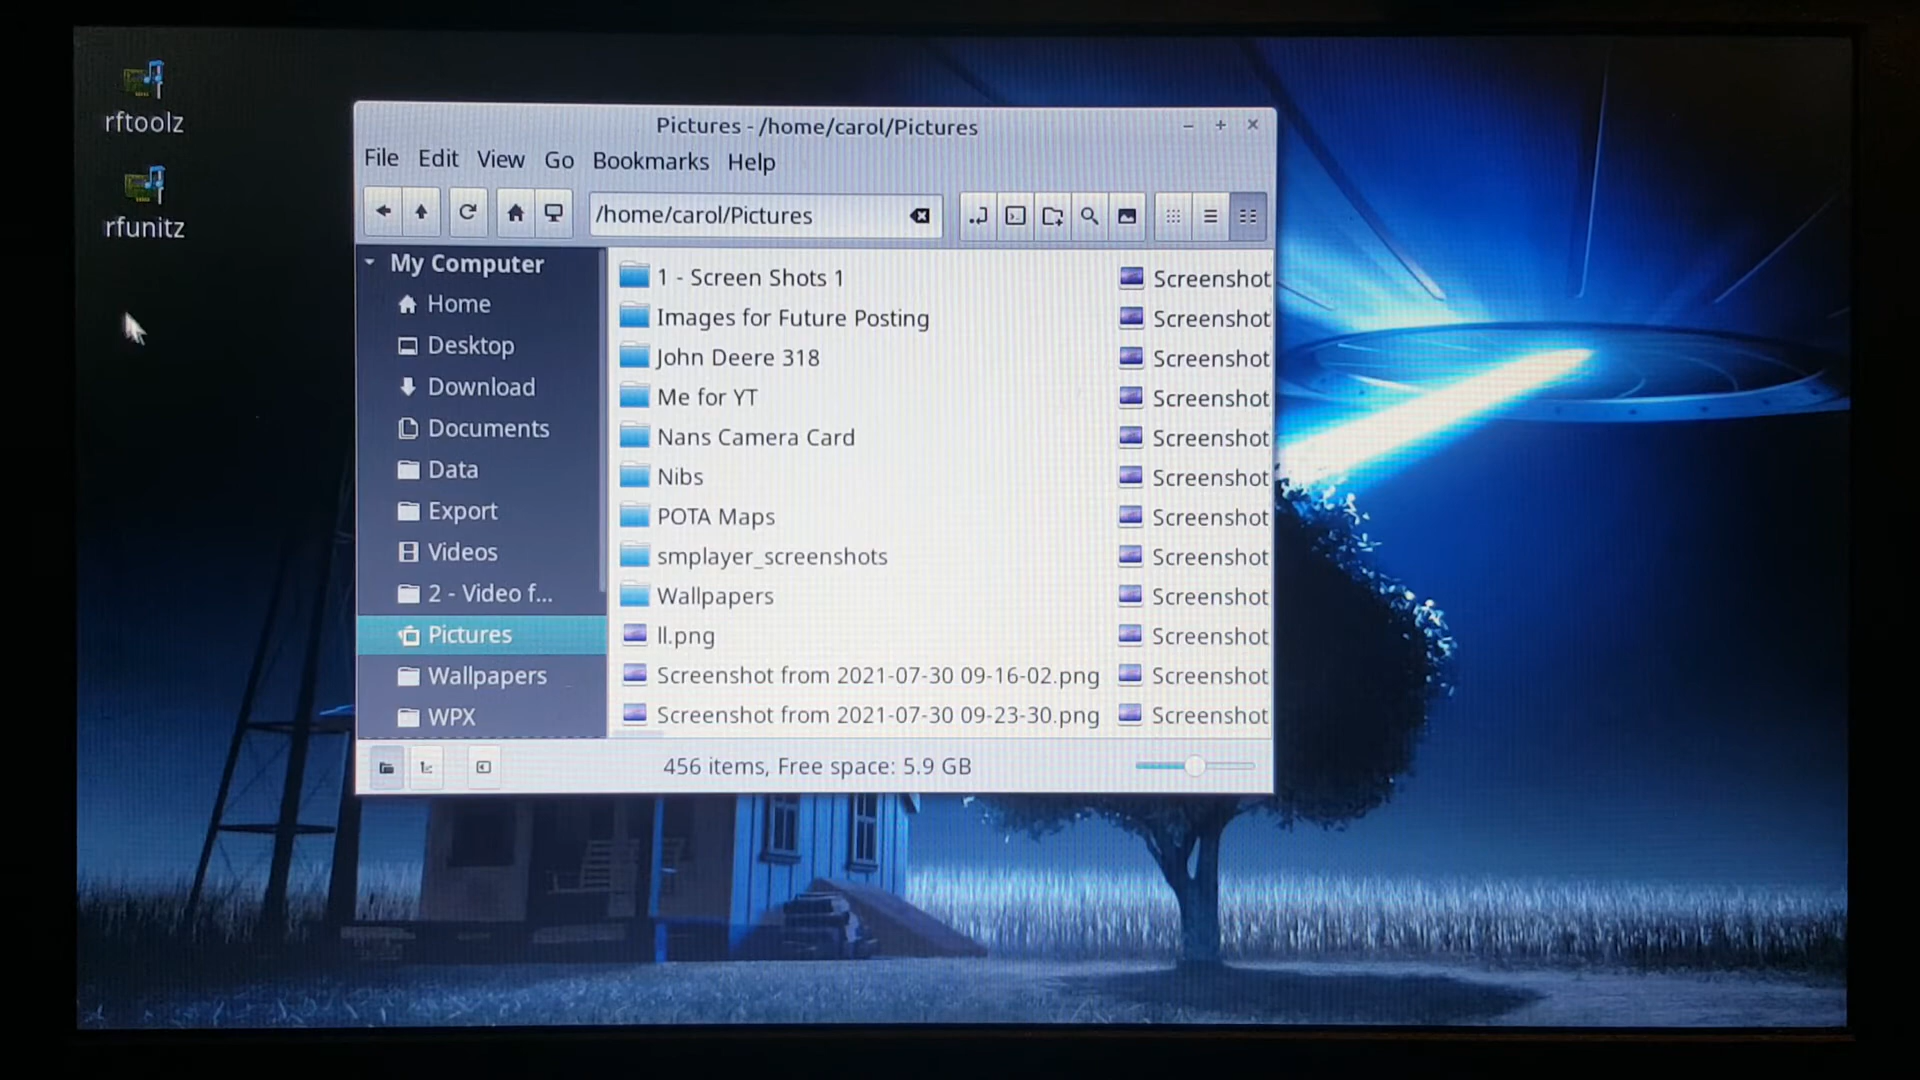 rftoolz
rfunitz
Pictures - /home/carol/Pictures
File Edit View Go Bookmarks Help
/home/carol/Pictures
My Computer
Home
Desktop
Download
Documents
Data
Export
Videos
2 - Video f...
Pictures
Wallpapers
WPX
1 - Screen Shots 1
Images for Future Posting
John Deere 318
Me for YT
Nans Camera Card
Nibs
POTA Maps
smplayer_screenshots
Wallpapers
ll.png
Screenshot from 2021-07-30 09-16-02.png
Screenshot from 2021-07-30 09-23-30.png
Screenshot
Screenshot
Screenshot
Screenshot
Screenshot
Screenshot
Screenshot
Screenshot
Screenshot
Screenshot
Screenshot
Screenshot
456 items, Free space: 5.9 GB